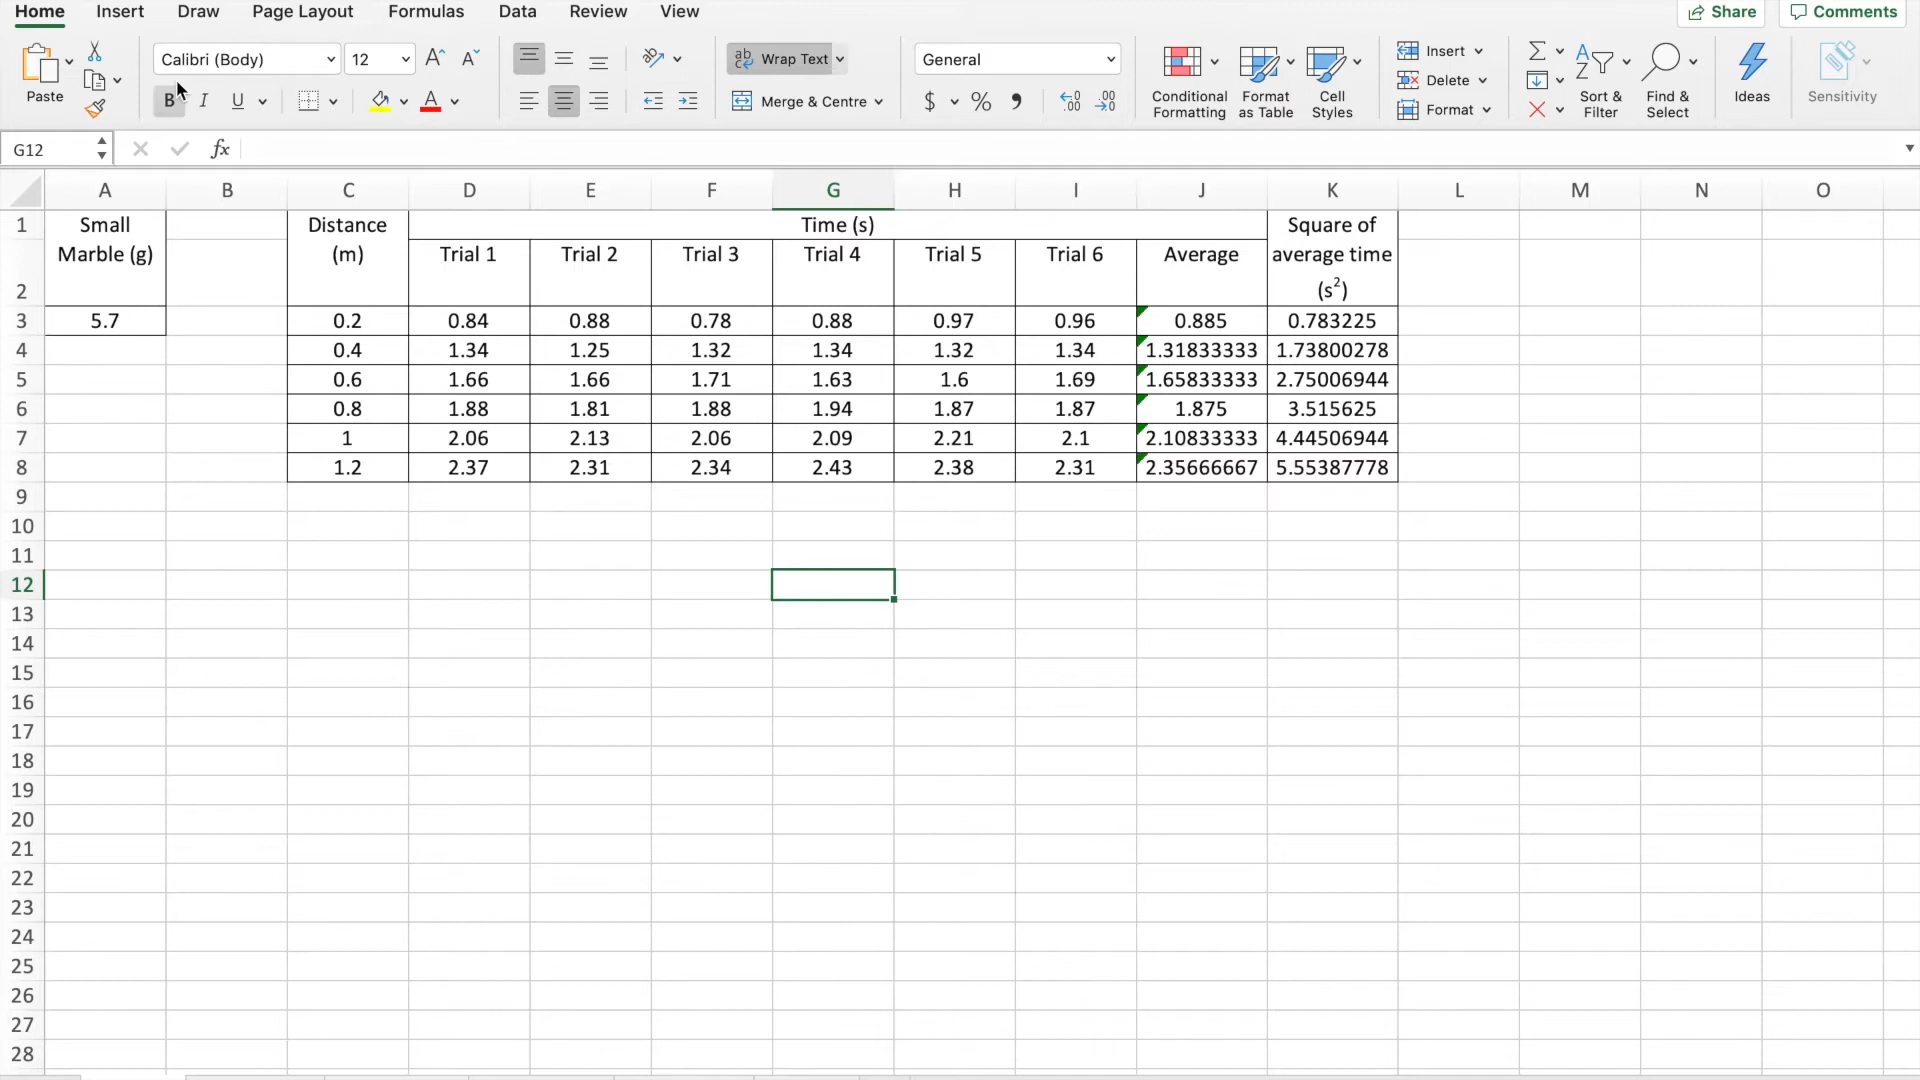 Home Insert Draw Page Layout Formulas Data Review View Share Comments
Calibri (Body) 12 A A ab Wrap Text General Insert Σ A Z
Paste B I U A Merge & Centre $ % Conditional Formatting Format as Table Cell Styles Delete Format Sort & Filter Find & Select Ideas Sensitivity
G12 fx
A B C D E F G H I J K L M N O
1 Small Distance Time (s) Square of
Marble (g) (m) Trial 1 Trial 2 Trial 3 Trial 4 Trial 5 Trial 6 Average average time
2 (s²)
3 5.7 0.2 0.84 0.88 0.78 0.88 0.97 0.96 0.885 0.783225
4 0.4 1.34 1.25 1.32 1.34 1.32 1.34 1.31833333 1.73800278
5 0.6 1.66 1.66 1.71 1.63 1.6 1.69 1.65833333 2.75006944
6 0.8 1.88 1.81 1.88 1.94 1.87 1.87 1.875 3.515625
7 1 2.06 2.13 2.06 2.09 2.21 2.1 2.10833333 4.44506944
8 1.2 2.37 2.31 2.34 2.43 2.38 2.31 2.35666667 5.55387778
9
10
11
12
13
14
15
16
17
18
19
20
21
22
23
24
25
26
27
28